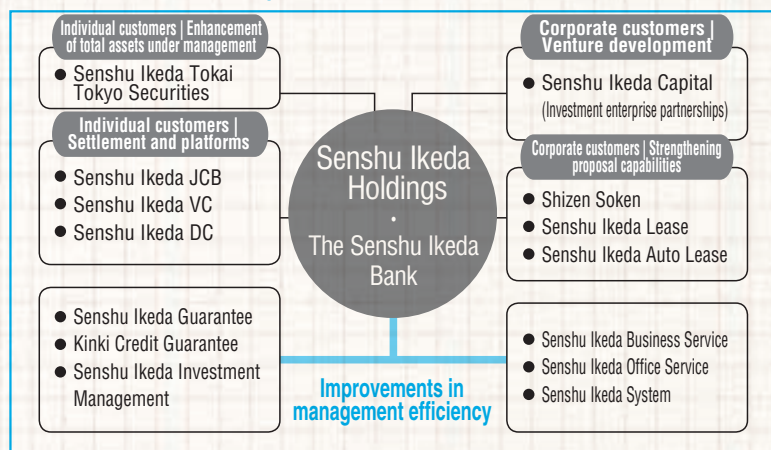 Individual customers | Enhancement
of total assets under management
● Senshu Ikeda Tokai
Tokyo Securities
Individual customers |
Settlement and platforms
● Senshu Ikeda JCB
● Senshu Ikeda VC
● Senshu Ikeda DC
● Senshu Ikeda Guarantee
● Kinki Credit Guarantee
● Senshu Ikeda Investment
Management
Senshu Ikeda
Holdings
・
The Senshu Ikeda
Bank
Improvements in
management efficiency
Corporate customers |
Venture development
● Senshu Ikeda Capital
(Investment enterprise partnerships)
Corporate customers | Strengthening
proposal capabilities
● Shizen Soken
● Senshu Ikeda Lease
● Senshu Ikeda Auto Lease
● Senshu Ikeda Business Service
● Senshu Ikeda Office Service
● Senshu Ikeda System